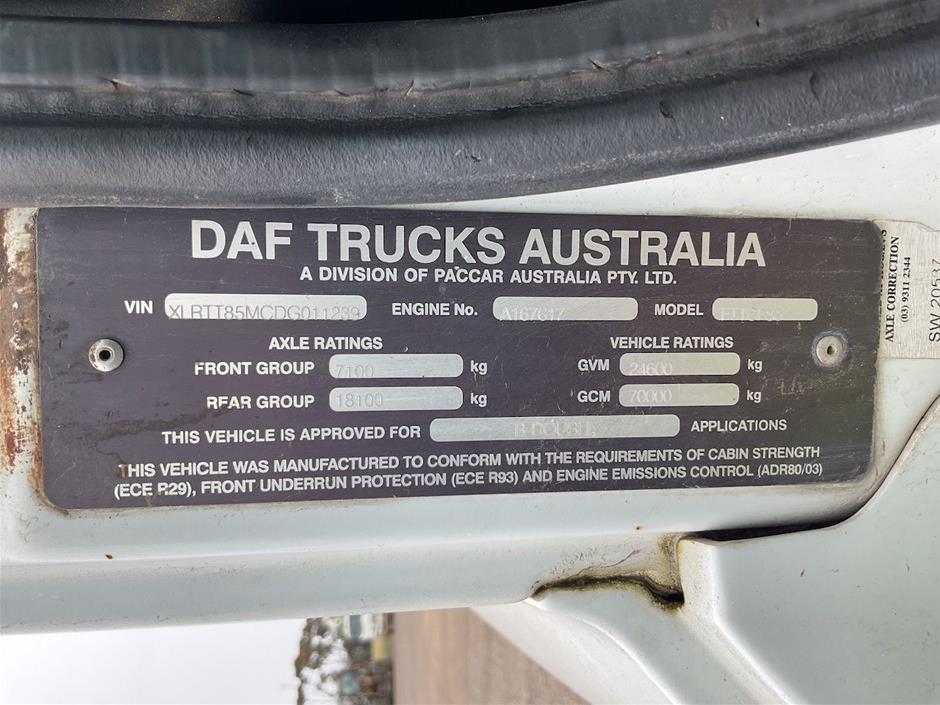 DAF TRUCKS AUSTRALIA
A DIVISION OF PACCAR AUSTRALIA PTY. LTD.
VIN XLRTT85MCDG011239 ENGINE No. A167617 MODEL
AXLE RATINGS VEHICLE RATINGS
FRONT GROUP 7100 kg GVM 24600 kg
REAR GROUP 18100 kg GCM 70000 kg
THIS VEHICLE IS APPROVED FOR B DOUBLE APPLICATIONS
THIS VEHICLE WAS MANUFACTURED TO CONFORM WITH THE REQUIREMENTS OF CABIN STRENGTH
(ECE R29), FRONT UNDERRUN PROTECTION (ECE R93) AND ENGINE EMISSIONS CONTROL (ADR80/03)
AXLE CORRECTION
(03) 9311 2344
SW 20537